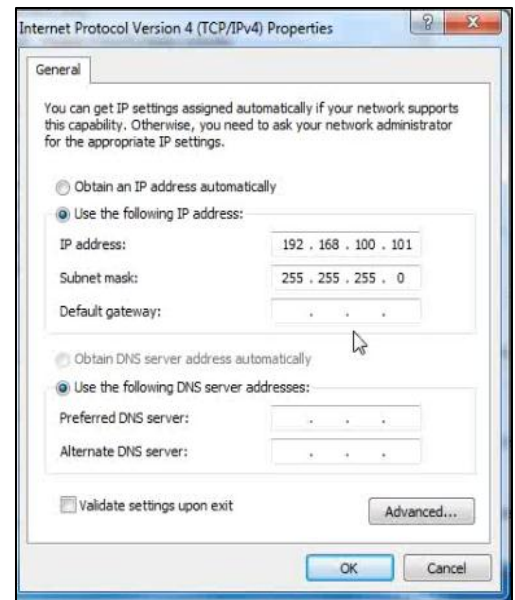 Internet Protocol Version 4 (TCP/IPv4) Properties
General
You can get IP settings assigned automatically if your network supports
this capability. Otherwise, you need to ask your network administrator
for the appropriate IP settings.
Obtain an IP address automatically
Use the following IP address:
IP address: 192 . 168 . 100 . 101
Subnet mask: 255 . 255 . 255 . 0
Default gateway: . . .
Obtain DNS server address automatically
Use the following DNS server addresses:
Preferred DNS server: . . .
Alternate DNS server: . . .
Validate settings upon exit
Advanced...
OK Cancel